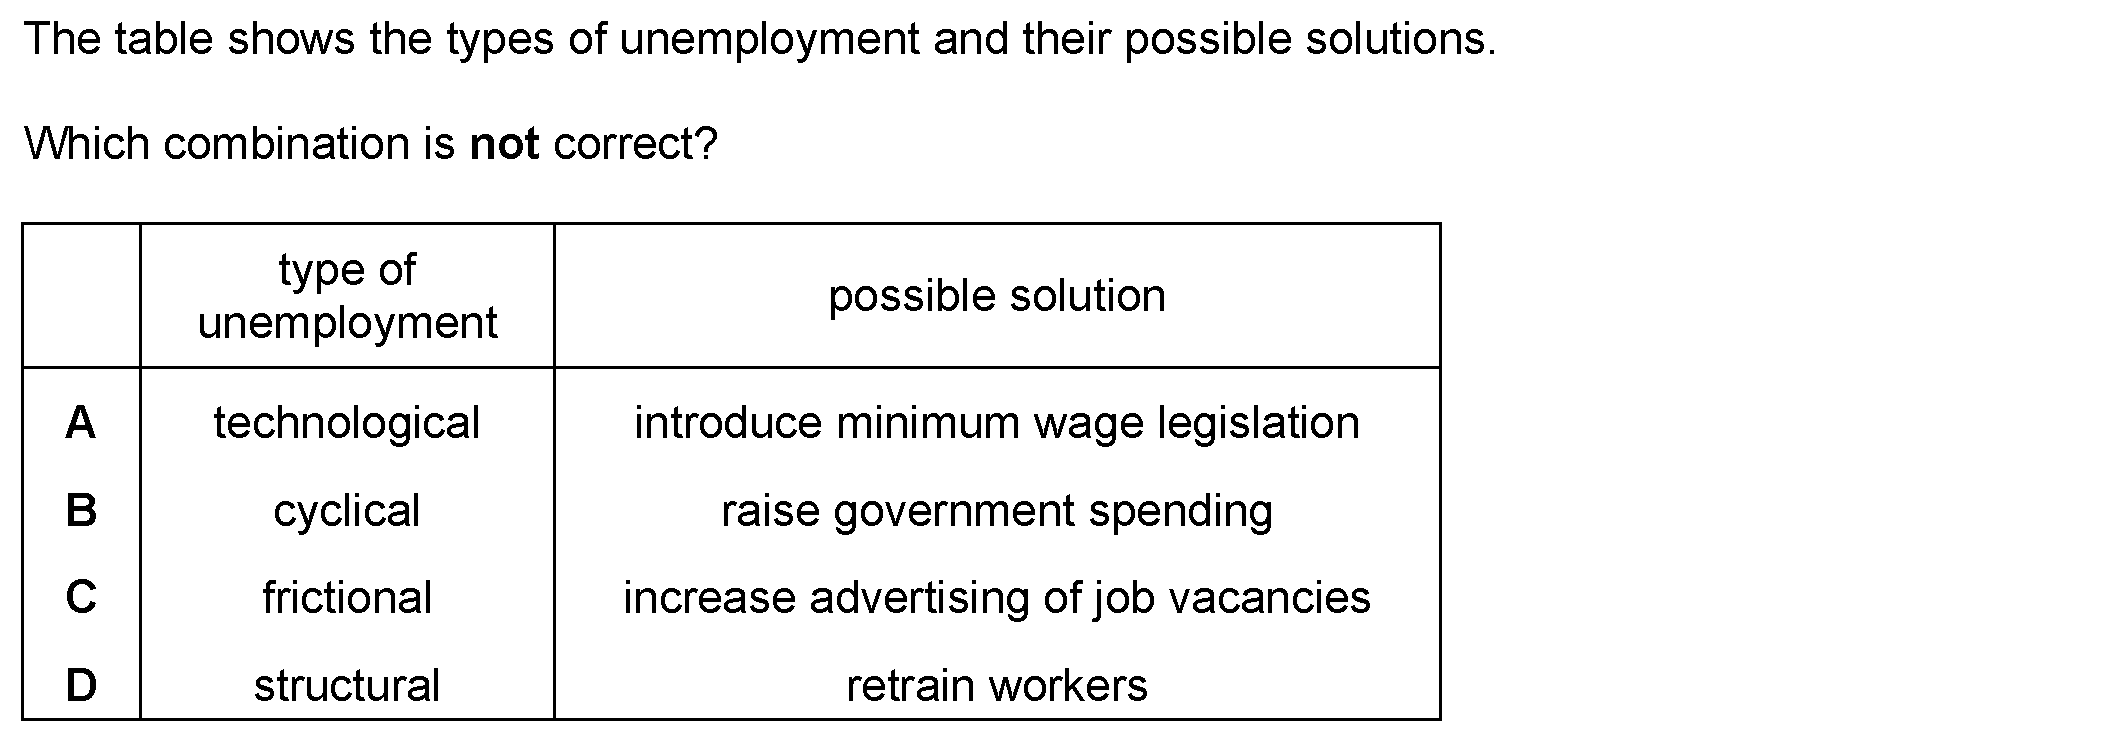 The table shows the types of unemployment and their possible solutions.
Which combination is not correct?
type of
unemployment
possible solution
A technological introduce minimum wage legislation
B cyclical raise government spending
C frictional increase advertising of job vacancies
D structural retrain workers